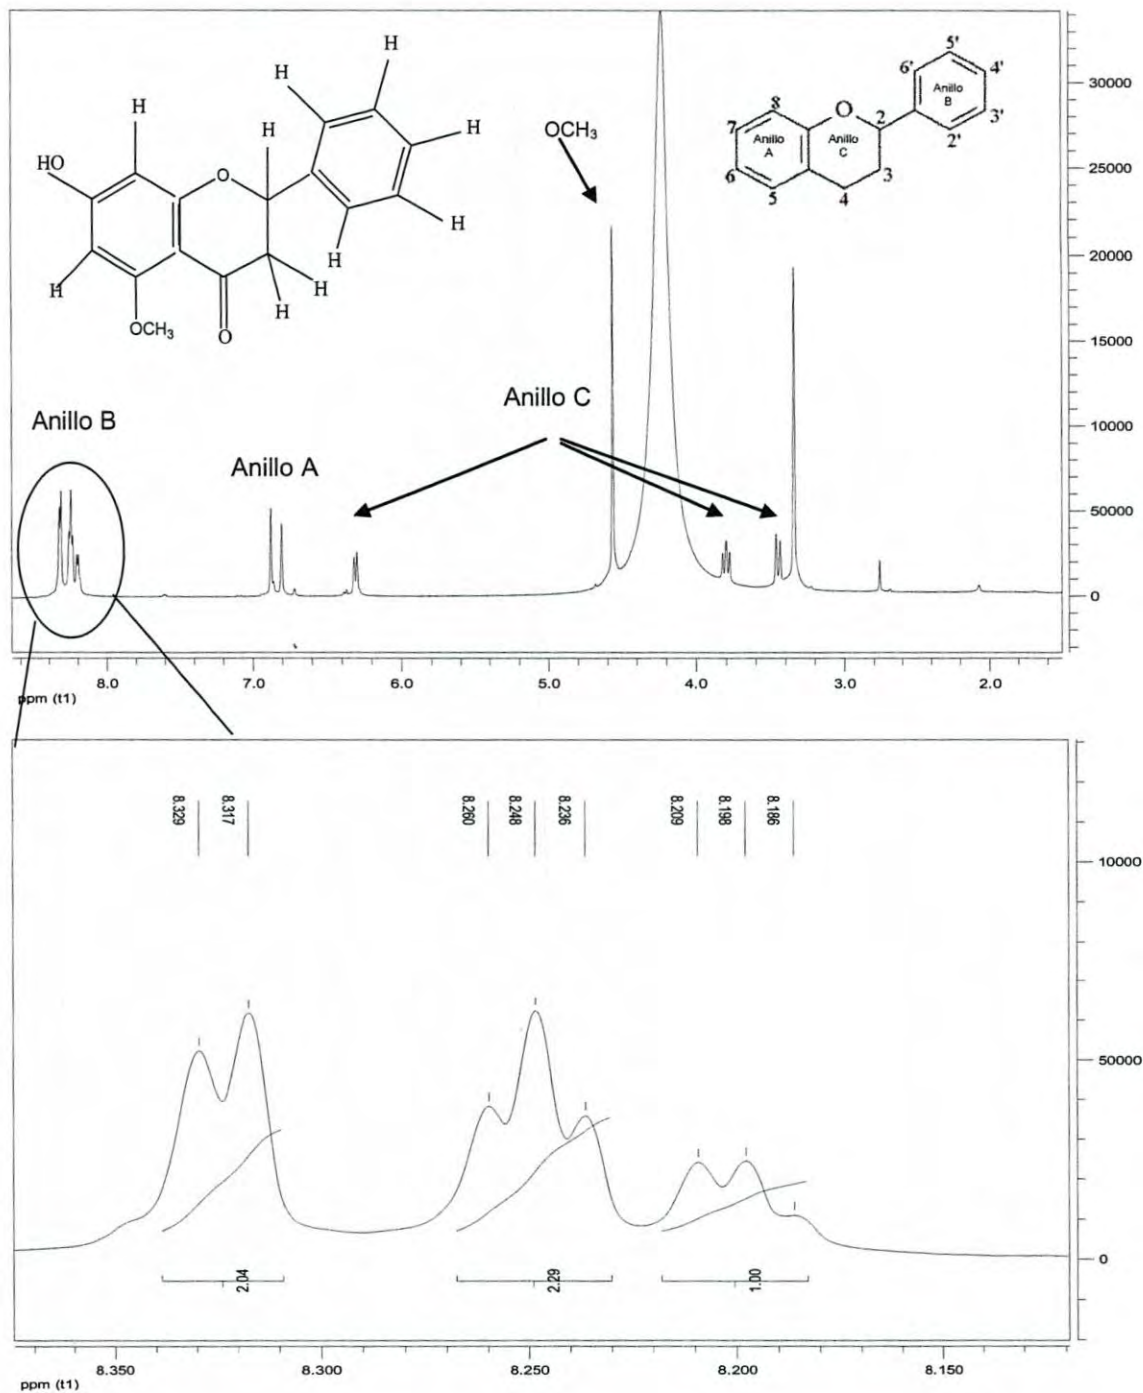 H
H
H
H
HO
O
H
H
H
H
H
H
OCH₃
O
OCH₃
5'
6'
4'
Anillo
B
8
O
2
3'
7
Anillo
A
Anillo
C
2'
6
3
5
4
30000
25000
20000
15000
10000
50000
0
Anillo B
Anillo A
Anillo C
8.0
7.0
6.0
5.0
4.0
3.0
2.0
ppm (t1)
8.329
8.317
8.260
8.248
8.236
8.209
8.198
8.186
10000
50000
0
2.04
2.29
1.00
8.350
8.300
8.250
8.200
8.150
ppm (t1)